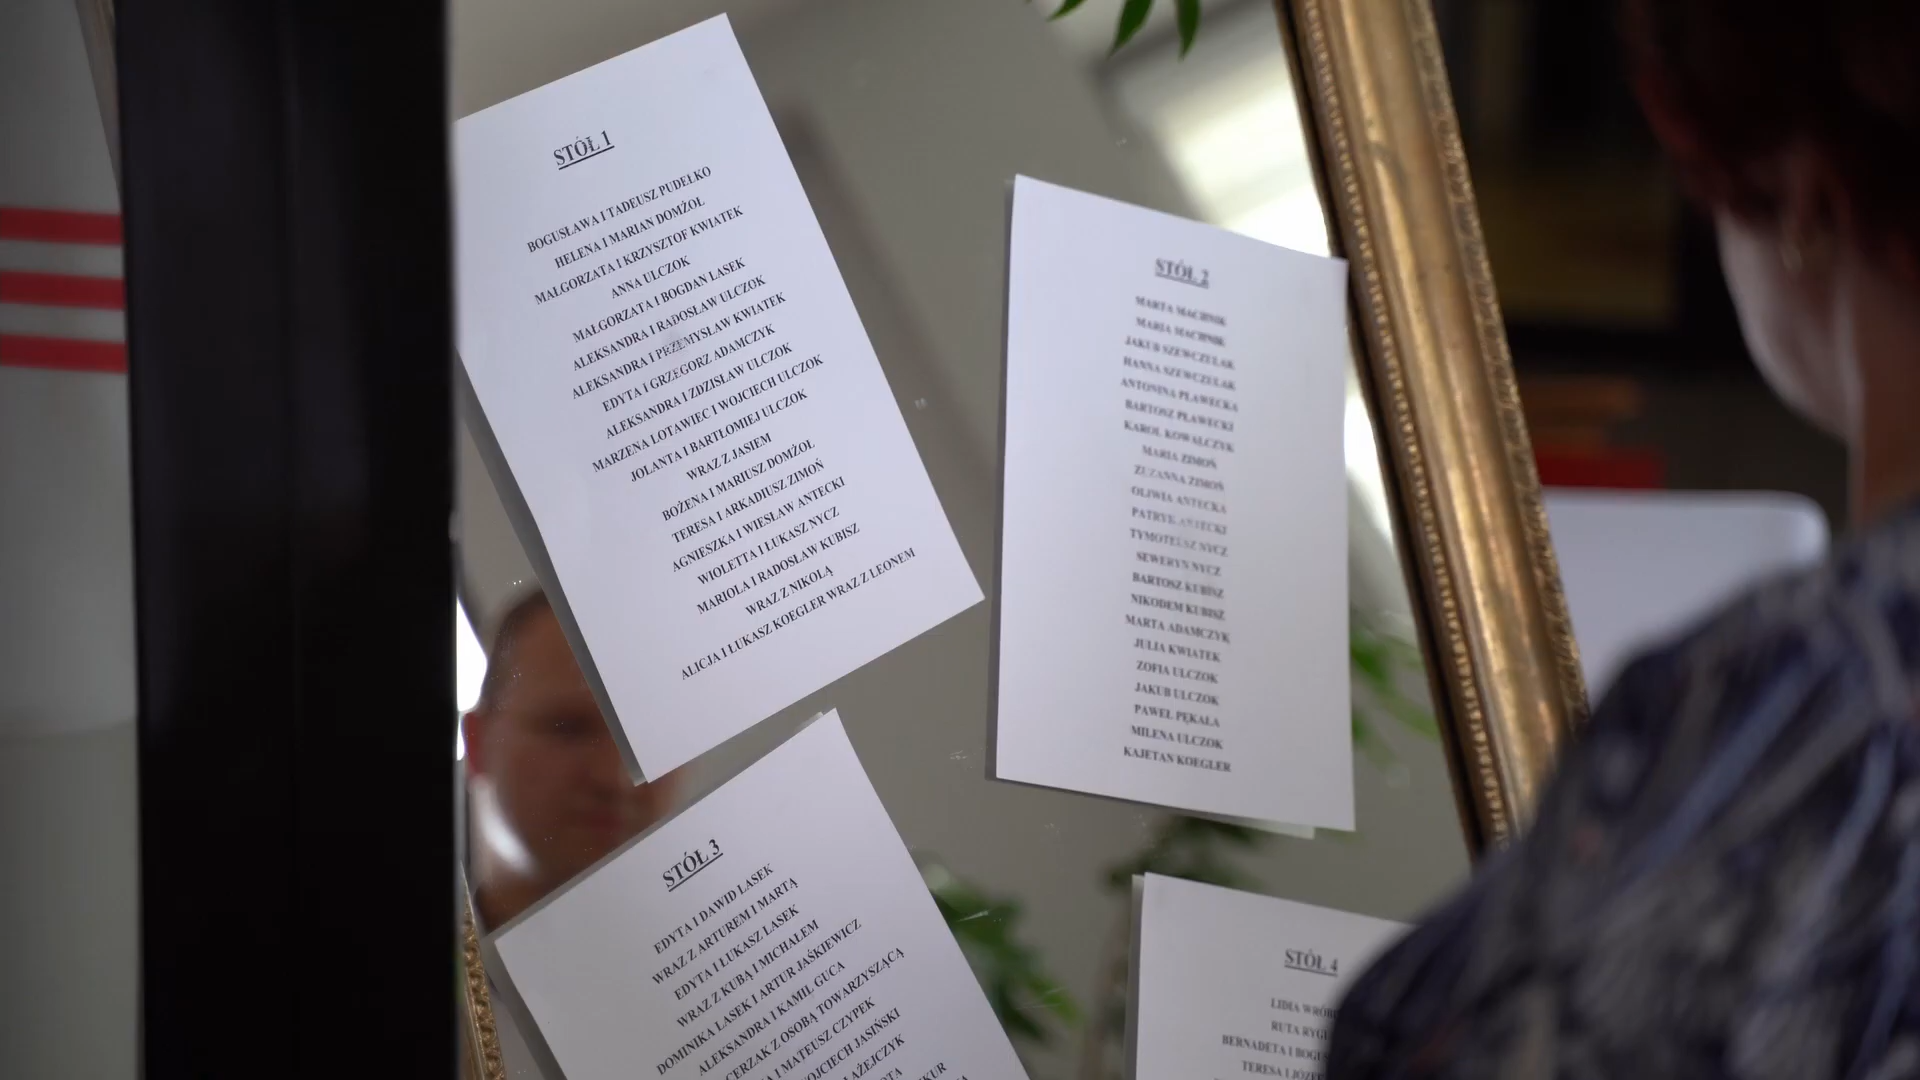 STÓŁ 1
BOGUSŁAWA I TADEUSZ PUDEŁKO
HELENA I MARIAN DOMŻOŁ
MAŁGORZATA I KRZYSZTOF KWIATEK
ANNA ULCZOK
MAŁGORZATA I BOGDAN LASEK
ALEKSANDRA I RADOSŁAW ULCZOK
ALEKSANDRA I PRZEMYSŁAW KWIATEK
EDYTA I GRZEGORZ ADAMCZYK
ALEKSANDRA I ZDZISŁAW ULCZOK
MARZENA LOTAWIEC I WOJCIECH ULCZOK
JOLANTA I BARTŁOMIEJ ULCZOK
WRAZ Z JASIEM
BOŻENA I MARIUSZ DOMŻOŁ
TERESA I ARKADIUSZ ZIMOŃ
AGNIESZKA I WIESŁAW ANTECKI
WIOLETTA I ŁUKASZ NYCZ
MARIOLA I RADOSŁAW KUBISZ
WRAZ Z NIKOLĄ
ALICJA I ŁUKASZ KOEGLER WRAZ Z LEONEM
STÓŁ 2
MARTA MACHNIK
MARIA MACHNIK
JAKUB SZEWCZULAK
HANNA SZEWCZULAK
ANTONINA PŁAWECKA
BARTOSZ PŁAWECKI
KAROL KOWALCZYK
MARIA ZIMOŃ
ZUZANNA ZIMOŃ
OLIWIA ANTECKA
PATRYK ANTECKI
TYMOTEUSZ NYCZ
SEWERYN NYCZ
BARTOSZ KUBISZ
NIKODEM KUBISZ
MARTA ADAMCZYK
JULIA KWIATEK
ZOFIA ULCZOK
JAKUB ULCZOK
PAWEŁ PĘKALA
MILENA ULCZOK
KAJETAN KOEGLER
STÓŁ 3
EDYTA I DAWID LASEK
WRAZ Z ARTUREM I MARTĄ
EDYTA I ŁUKASZ LASEK
WRAZ Z KUBĄ I MICHAŁEM
DOMINIKA LASEK I ARTUR JAŚKIEWICZ
ALEKSANDRA I KAMIL GUCA
Z OSOBĄ TOWARZYSZĄCĄ
I MATEUSZ CZYPEK
JASIŃSKI
STÓŁ 4
LIDIA
RUTA
BERNADETA I
TERESA I